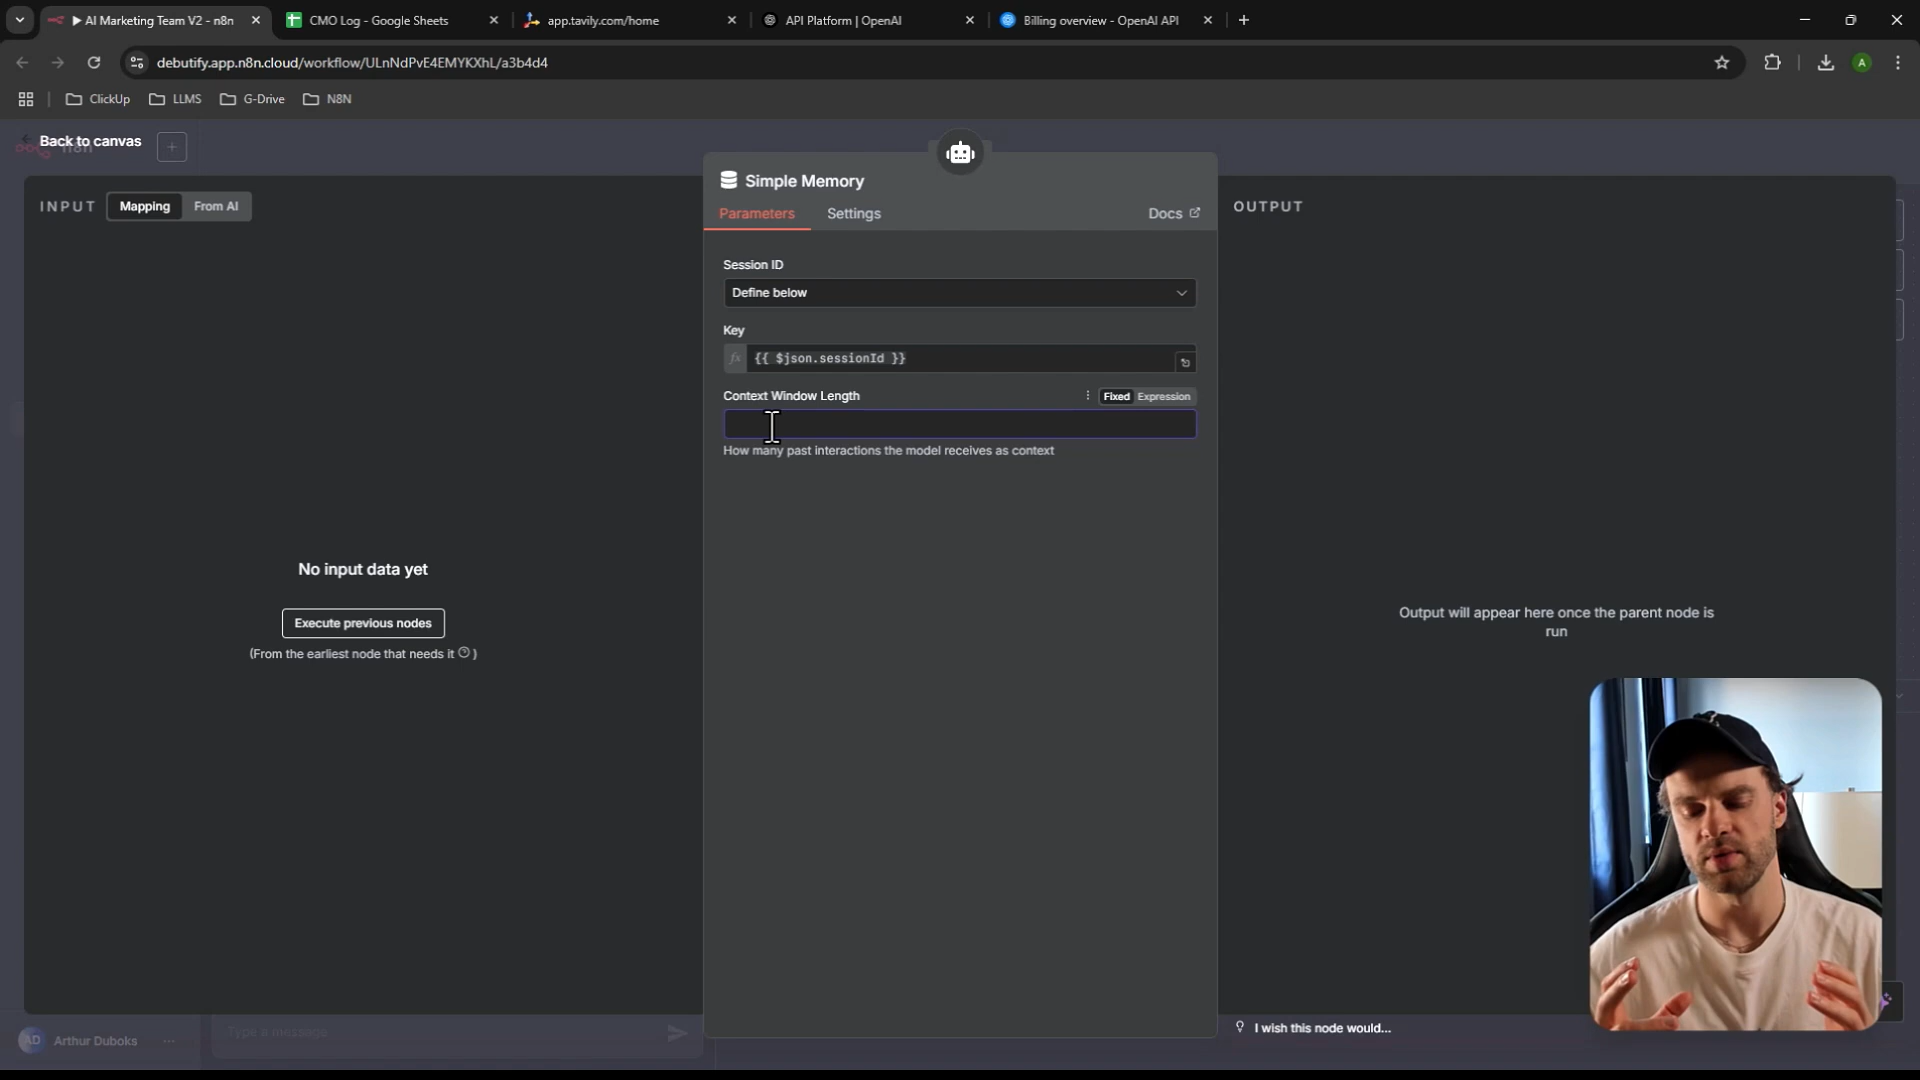 AI Marketing Team V2 - n8n
CMO Log - Google Sheets
app.tavily.com/home
API Platform | OpenAI
Billing overview - OpenAI API
debutify.app.n8n.cloud/workflow/ULnNdPvE4EMYKXhL/a3b4d4
A
ClickUp
LLMS
G-Drive
N8N
Back to canvas
n8n
INPUT
Mapping
From AI
Simple Memory
Parameters
Settings
Docs
OUTPUT
Session ID
Define below
Key
fx
{{ $json.sessionId }}
Context Window Length
Fixed
Expression
How many past interactions the model receives as context
No input data yet
Execute previous nodes
(From the earliest node that needs it ? )
Output will appear here once the parent node is
run
AD
Arthur Duboks
Type a message
I wish this node would...